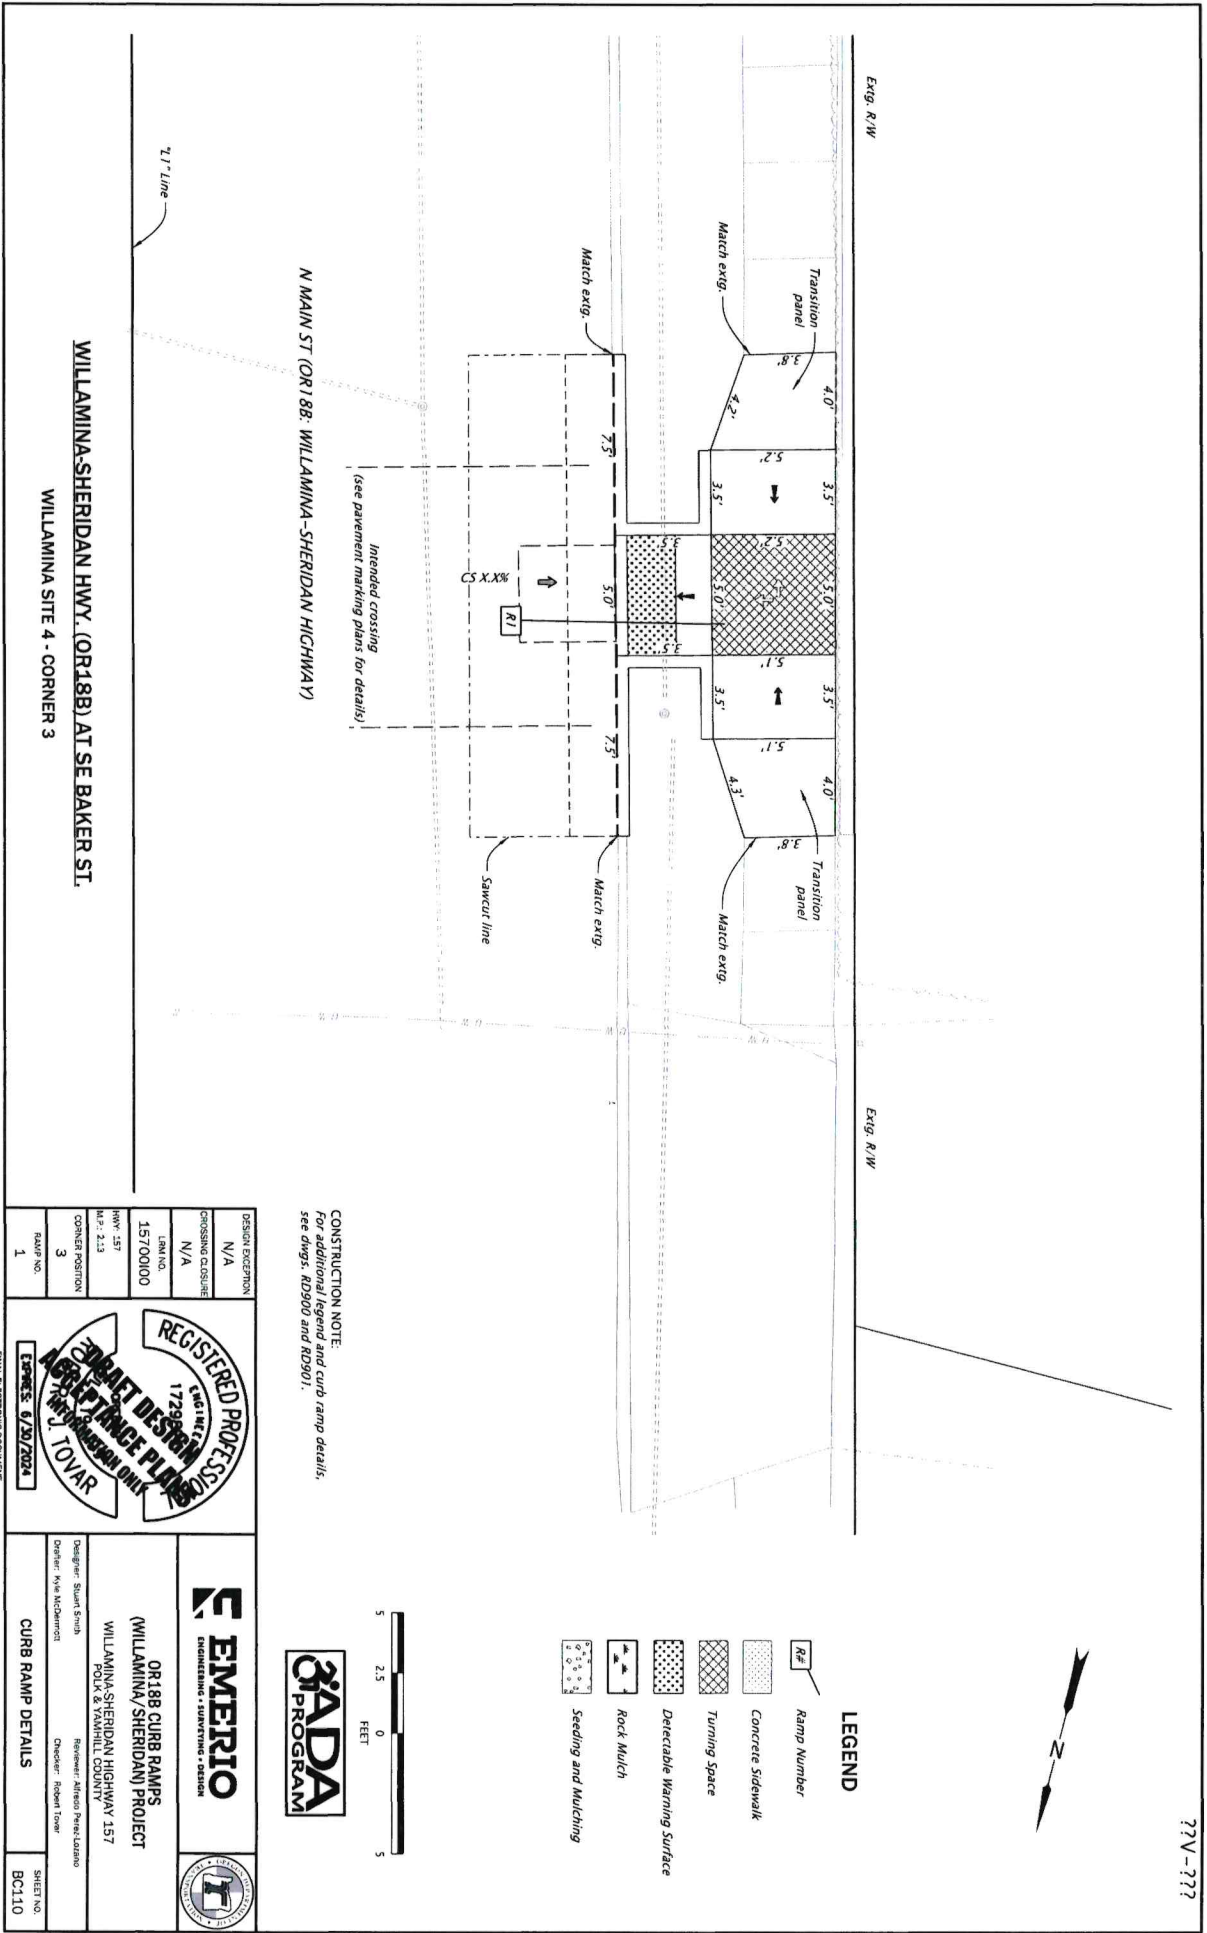 ??V-???
Extg. R/W
Extg. R/W
Transition
panel
Match extg.
3.8'
4.0'
4.2'
5.2'
3.5'
3.5'
5.2'
5.0'
5.0'
5.1'
3.5'
3.5'
5.1'
4.0'
4.3'
3.8'
Transition
panel
Match extg.
Match extg.
7.5'
3.5'
5.0'
3.5'
7.5'
Match extg.
CS X.X%
R1
Sawcut line
Intended crossing
(see pavement marking plans for details)
N MAIN ST (OR18B: WILLAMINA-SHERIDAN HIGHWAY)
"L1" Line
WILLAMINA-SHERIDAN HWY. (OR18B) AT SE BAKER ST.
WILLAMINA SITE 4 - CORNER 3
N
LEGEND
R#
Ramp Number
Concrete Sidewalk
Turning Space
Detectable Warning Surface
Rock Mulch
Seeding and Mulching
CONSTRUCTION NOTE:
For additional legend and curb ramp details,
see dwgs. RD900 and RD901.
5 2.5 0 5
FEET
ADA
PROGRAM
DESIGN EXCEPTION
N/A
CROSSING CLOSURE
N/A
LRM NO.
15700I00
HWY: 157
M.P.: 2.13
CORNER POSITION
3
RAMP NO.
1
REGISTERED PROFESSIONAL
ENGINEER
DRAFT DESIGN
ACCEPTANCE PLANS
INFORMATION ONLY
J. TOVAR
EXPIRES: 6/30/2024
EMERIO
ENGINEERING • SURVEYING • DESIGN
OR18B CURB RAMPS
(WILLAMINA/SHERIDAN) PROJECT
WILLAMINA-SHERIDAN HIGHWAY 157
POLK & YAMHILL COUNTY
Designer: Stuart Smith
Reviewer: Alfredo Perez-Lozano
Drafter: Kyle McDermott
Checker: Robert Tovar
CURB RAMP DETAILS
SHEET NO.
BC110